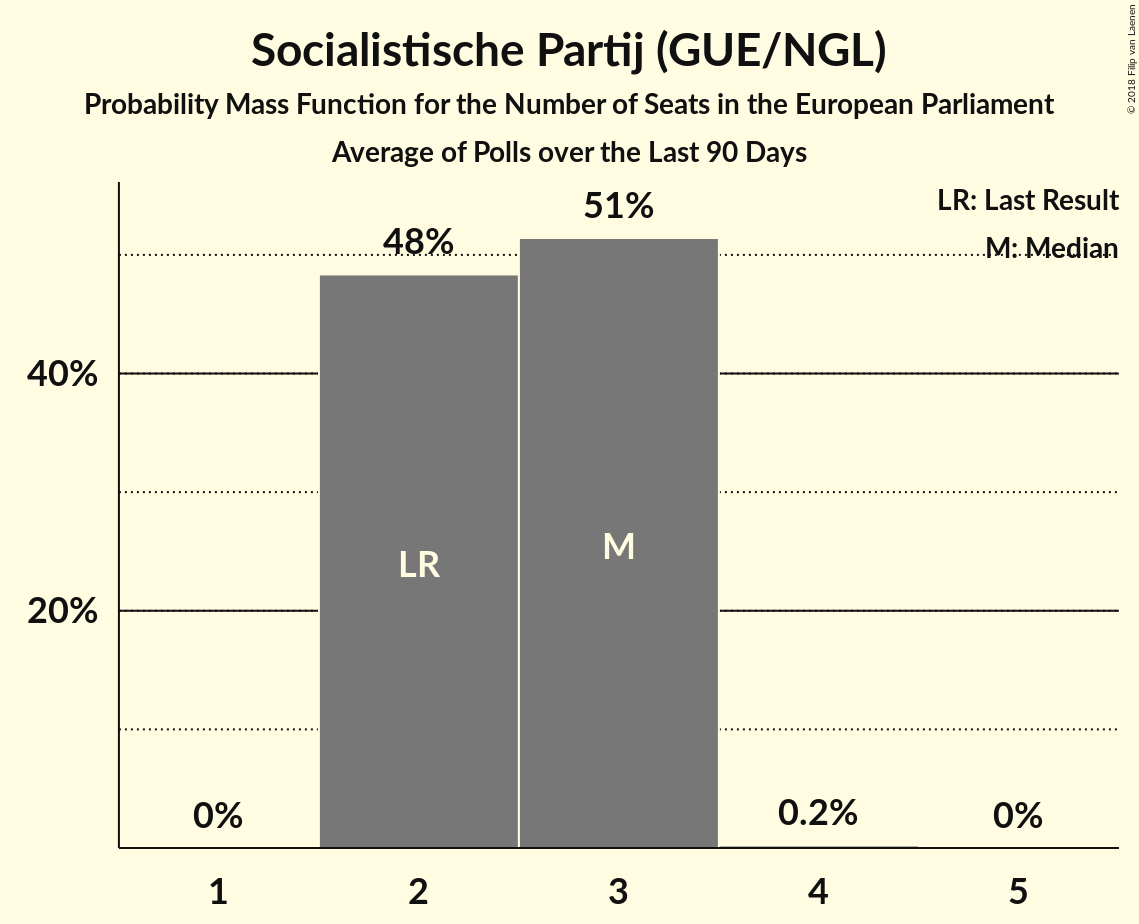 Socialistische Partij (GUE/NGL)
Probability Mass Function for the Number of Seats in the European Parliament
Average of Polls over the Last 90 Days
© 2018 Filip van Laenen
LR: Last Result
M: Median
51%
48%
40%
20%
LR
M
0%
0.2%
0%
1 2 3 4 5